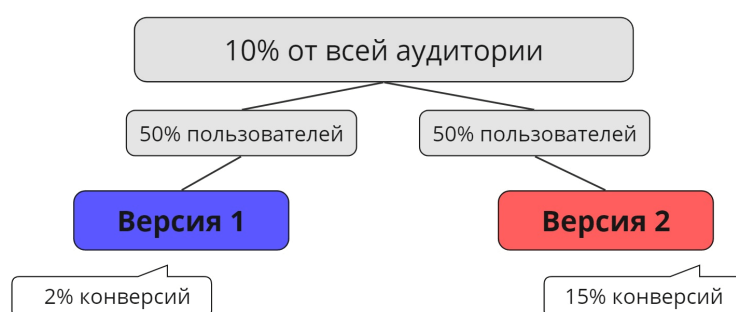 10% от всей аудитории
50% пользователей
50% пользователей
Версия 1
Версия 2
2% конверсий
15% конверсий